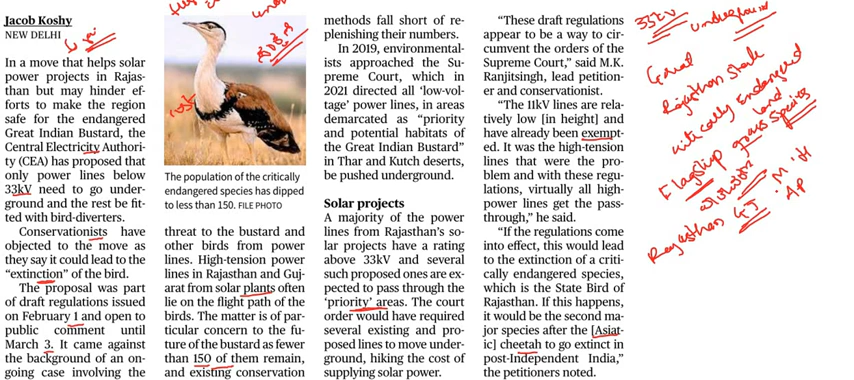 Jacob Koshy
NEW DELHI
In a move that helps solar
power projects in Rajas-
than but may hinder ef-
forts to make the region
safe for the endangered
Great Indian Bustard, the
Central Electricity Authori-
ty (CEA) has proposed that
only power lines below
33kV need to go under-
ground and the rest be fit-
ted with bird-diverters.
Conservationists have
objected to the move as
they say it could lead to the
“extinction” of the bird.
The proposal was part
of draft regulations issued
on February 1 and open to
public comment until
March 3. It came against
the background of an on-
going case involving the
The population of the critically
endangered species has dipped
to less than 150. FILE PHOTO
threat to the bustard and
other birds from power
lines. High-tension power
lines in Rajasthan and Guj-
arat from solar plants often
lie on the flight path of the
birds. The matter is of par-
ticular concern to the fu-
ture of the bustard as fewer
than 150 of them remain,
and existing conservation
methods fall short of re-
plenishing their numbers.
In 2019, environmental-
ists approached the Su-
preme Court, which in
2021 directed all ‘low-vol-
tage’ power lines, in areas
demarcated as “priority
and potential habitats of
the Great Indian Bustard”
in Thar and Kutch deserts,
be pushed underground.
Solar projects
A majority of the power
lines from Rajasthan’s so-
lar projects have a rating
above 33kV and several
such proposed ones are ex-
pected to pass through the
‘priority’ areas. The court
order would have required
several existing and pro-
posed lines to move under-
ground, hiking the cost of
supplying solar power.
“These draft regulations
appear to be a way to cir-
cumvent the orders of the
Supreme Court,” said M.K.
Ranjitsingh, lead petition-
er and conservationist.
“The 11kV lines are rela-
tively low [in height] and
have already been exempt-
ed. It was the high-tension
lines that were the pro-
blem and with these regu-
lations, virtually all high-
power lines get the pass-
through,” he said.
“If the regulations come
into effect, this would lead
to the extinction of a criti-
cally endangered species,
which is the State Bird of
Rajasthan. If this happens,
it would be the second ma-
jor species after the [Asiat-
ic] cheetah to go extinct in
post-Independent India,”
the petitioners noted.
33kV underground
Rajasthan State
critically Endangered
Flagship grass Species
land
Rajasthan GJ M.H
AP